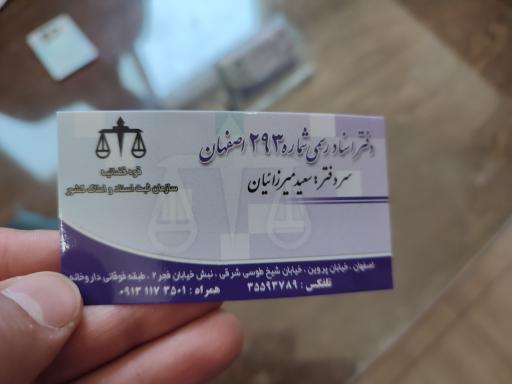 دفتر اسناد رسمی شماره ۲۹۳ اصفهان
سردفتر: سعید میرزائیان
قوه قضائیه
سازمان ثبت اسناد و املاک کشور
اصفهان ، خیابان پروین ، خیابان شیخ طوسی شرقی ، نبش خیابان فجر ۲ ، طبقه فوقانی داروخانه
تلفکس : ۳۵۵۹۳۷۸۹
همراه : ۳۵۰۱ ۱۱۷ ۰۹۱۳